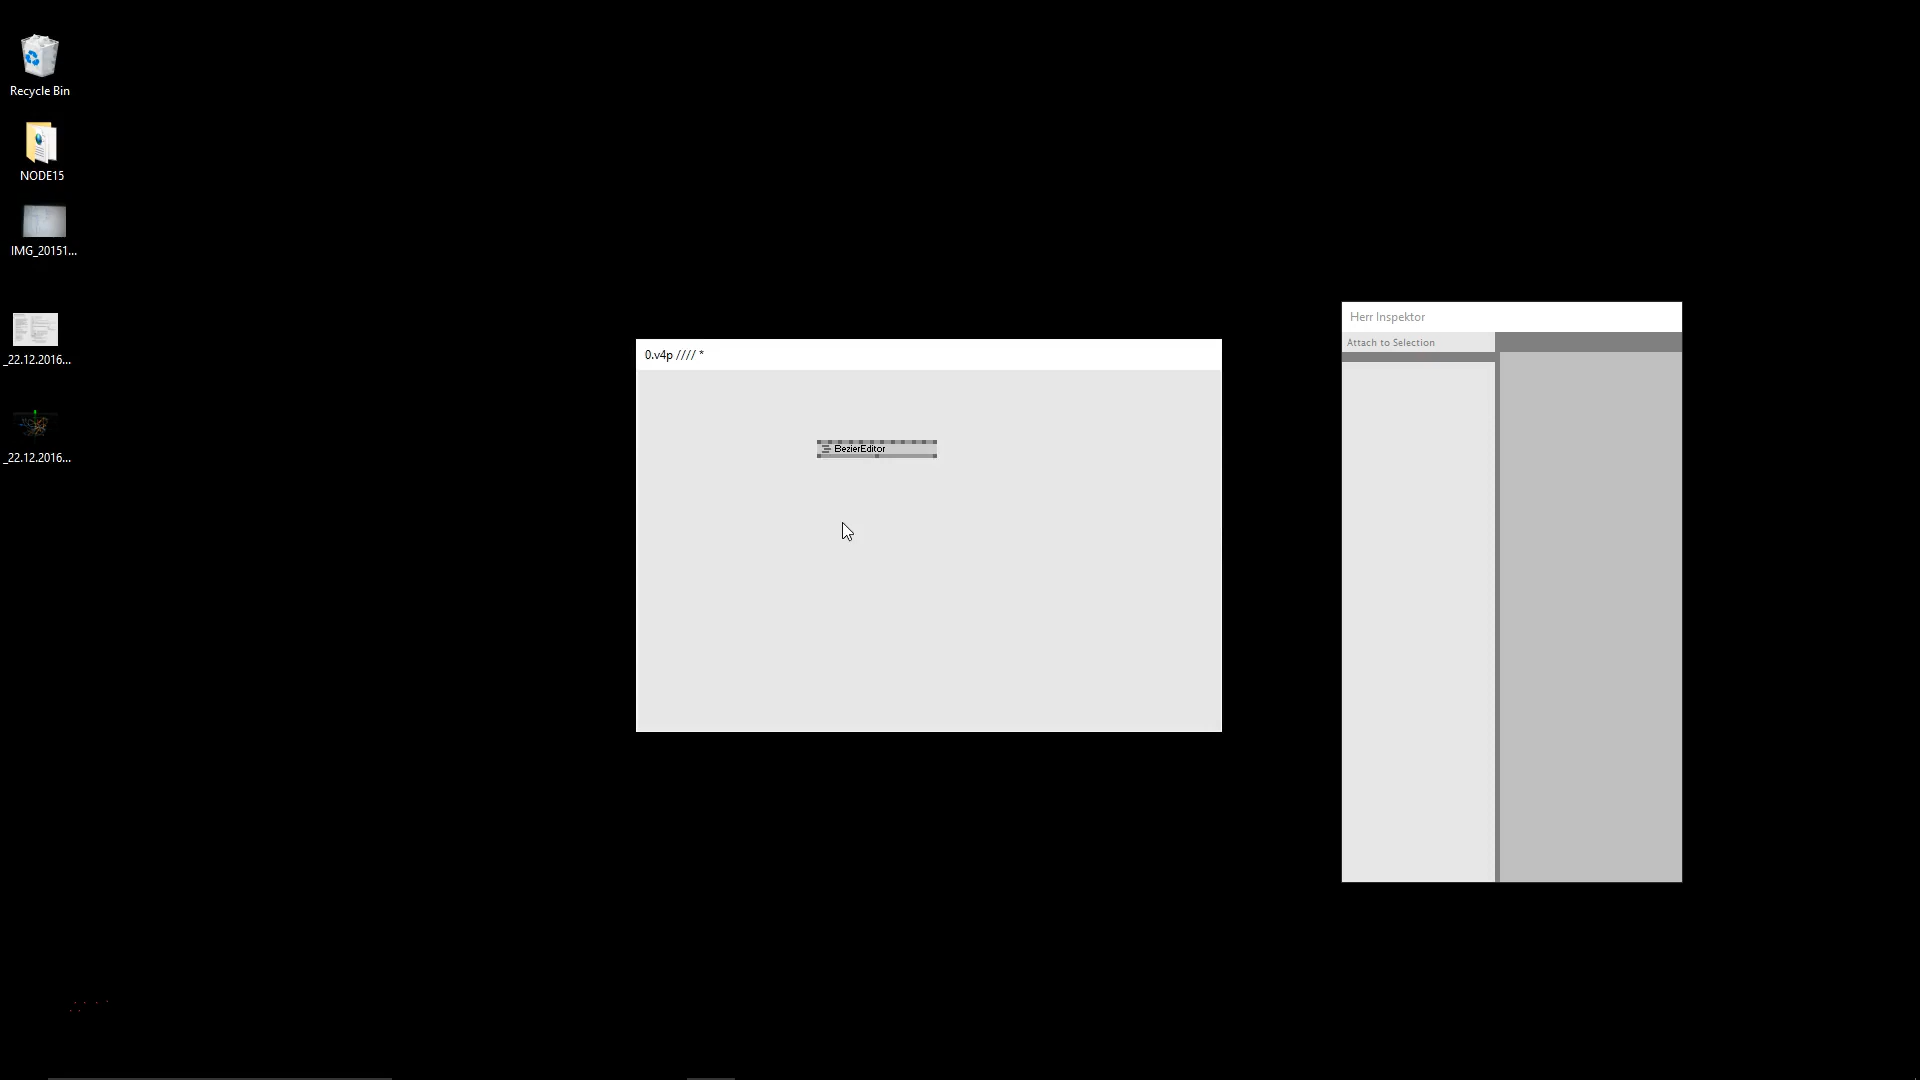 Recycle Bin
NODE15
IMG_20151...
_22.12.2016...
_22.12.2016...
0.v4p //// *
BezierEditor
Herr Inspektor
Attach to Selection